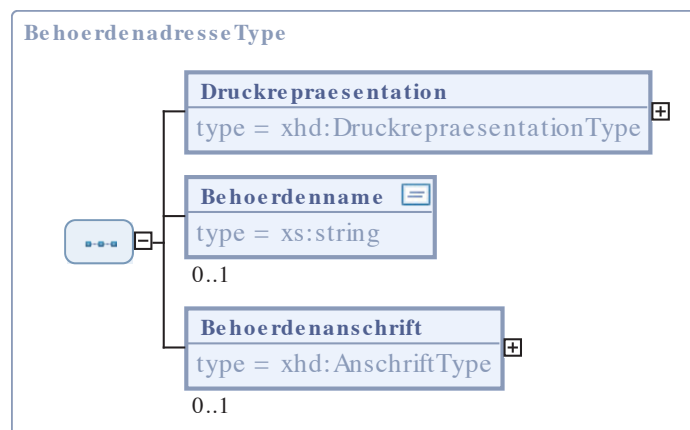 BehoerdenadresseType
Druckrepraesentation
type = xhd:DruckrepraesentationType
Behoerdenname
type = xs:string
0..1
Behoerdenanschrift
type = xhd:AnschriftType
0..1